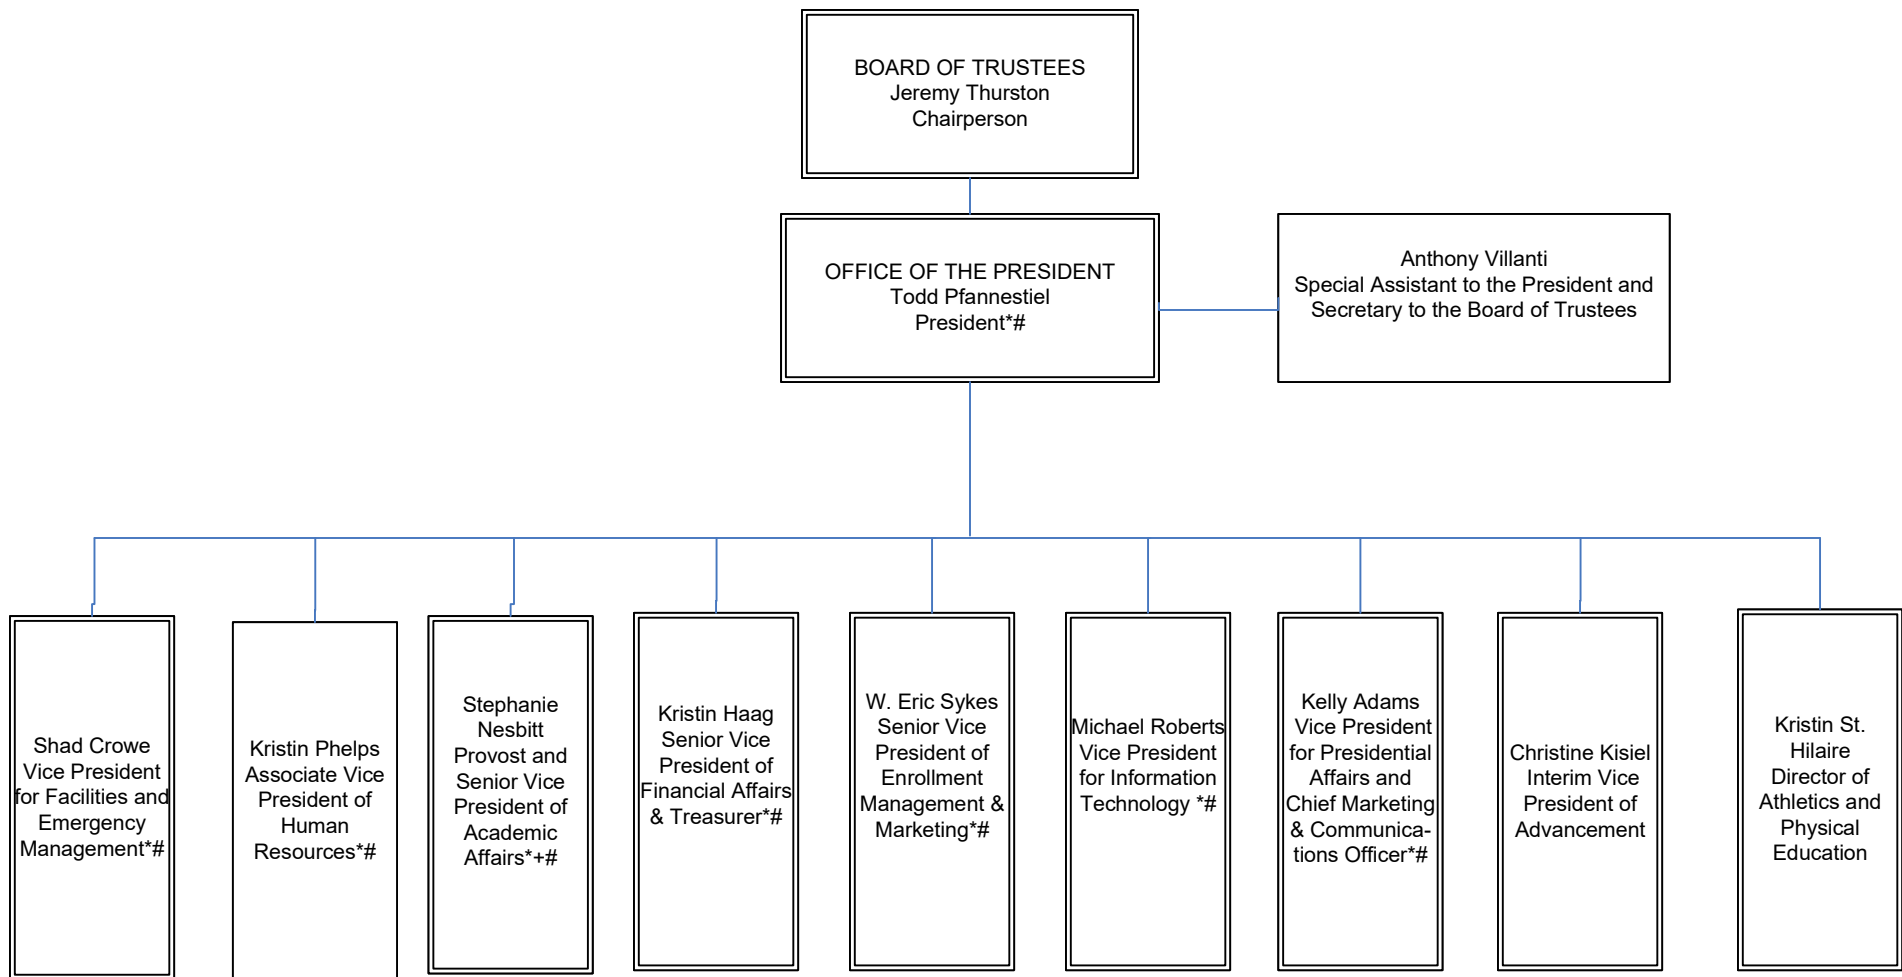 BOARD OF TRUSTEES
Jeremy Thurston
Chairperson
OFFICE OF THE PRESIDENT
Todd Pfannestiel
President*#
Anthony Villanti
Special Assistant to the President and
Secretary to the Board of Trustees
Shad Crowe
Vice President
for Facilities and
Emergency
Management*#
Kristin Phelps
Associate Vice
President of
Human
Resources*#
Stephanie
Nesbitt
Provost and
Senior Vice
President of
Academic
Affairs*+#
Kristin Haag
Senior Vice
President of
Financial Affairs
& Treasurer*#
W. Eric Sykes
Senior Vice
President of
Enrollment
Management &
Marketing*#
Michael Roberts
Vice President
for Information
Technology *#
Kelly Adams
Vice President
for Presidential
Affairs and
Chief Marketing
& Communica-
tions Officer*#
Christine Kisiel
Interim Vice
President of
Advancement
Kristin St.
Hilaire
Director of
Athletics and
Physical
Education